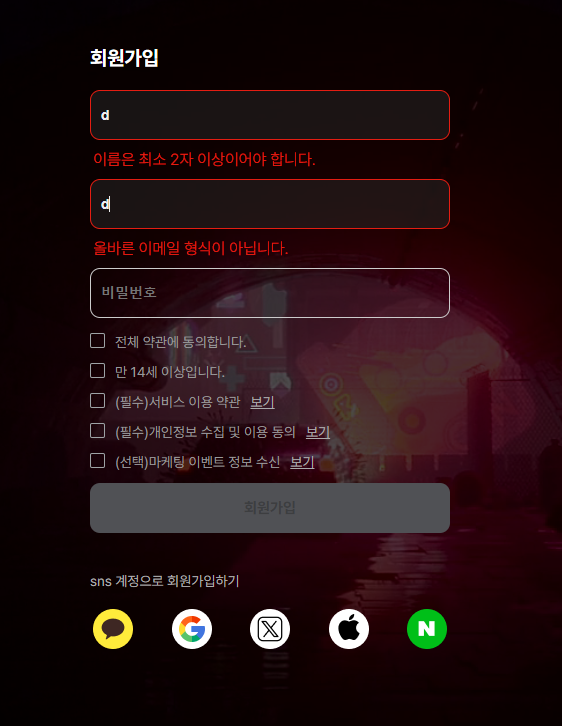 회원가입
d
이름은 최소 2자 이상이어야 합니다.
d
올바른 이메일 형식이 아닙니다.
비밀번호
전체 약관에 동의합니다.
만 14세 이상입니다.
(필수)서비스 이용 약관 보기
(필수)개인정보 수집 및 이용 동의 보기
(선택)마케팅 이벤트 정보 수신 보기
회원가입
sns 계정으로 회원가입하기